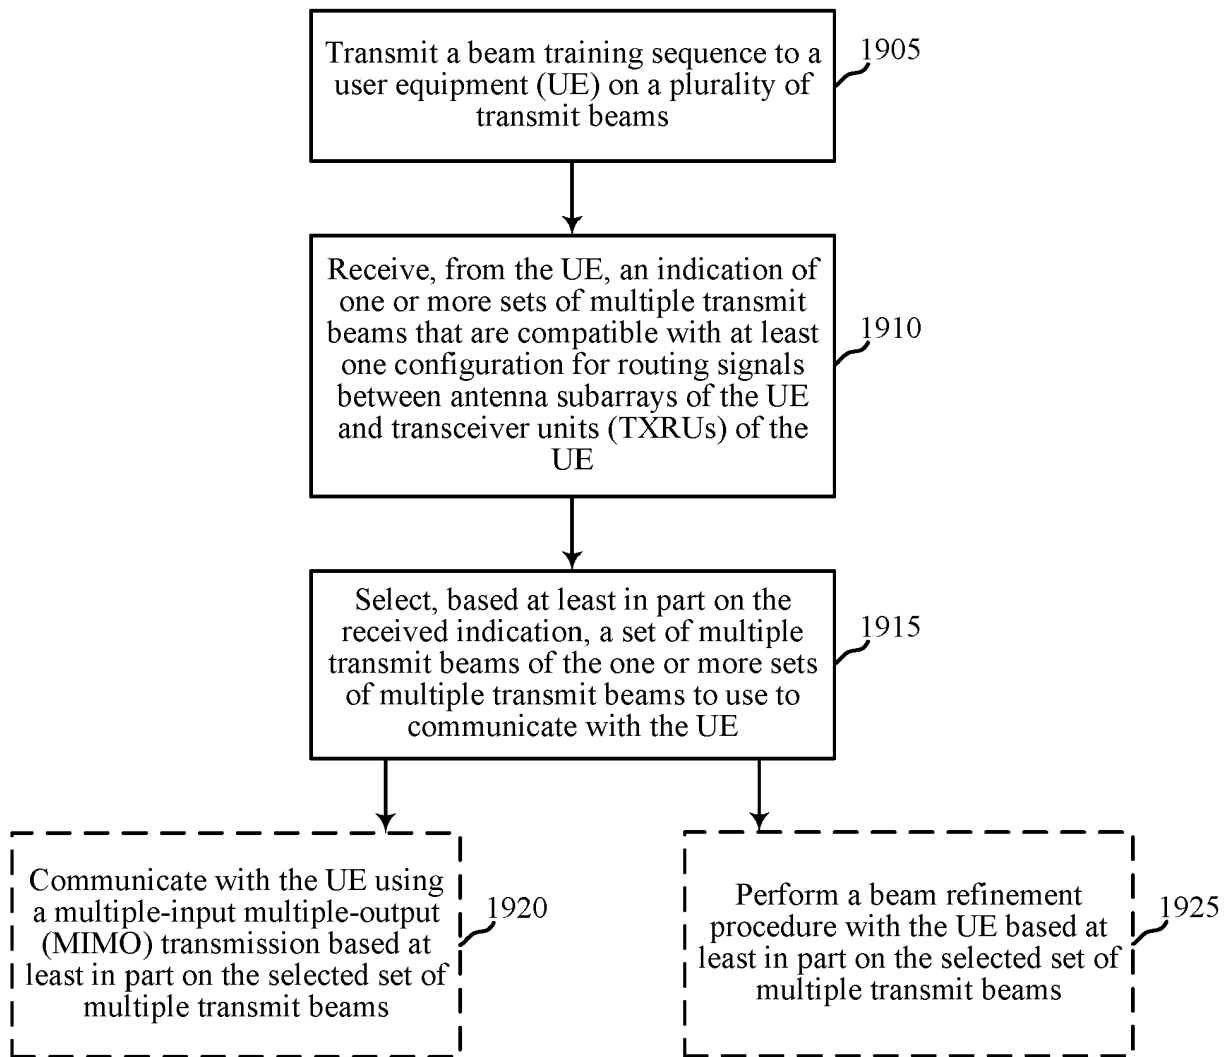 Transmit a beam training sequence to a
user equipment (UE) on a plurality of
transmit beams
1905
Receive, from the UE, an indication of
one or more sets of multiple transmit
beams that are compatible with at least
one configuration for routing signals
between antenna subarrays of the UE
and transceiver units (TXRUs) of the
UE
1910
Select, based at least in part on the
received indication, a set of multiple
transmit beams of the one or more sets
of multiple transmit beams to use to
communicate with the UE
1915
Communicate with the UE using
a multiple-input multiple-output
(MIMO) transmission based at
least in part on the selected set of
multiple transmit beams
1920
Perform a beam refinement
procedure with the UE based at
least in part on the selected set of
multiple transmit beams
1925